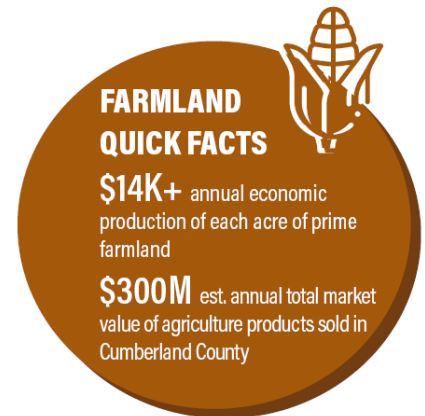 FARMLAND
QUICK FACTS
$14K+ annual economic
production of each acre of prime
farmland
$300M est. annual total market
value of agriculture products sold in
Cumberland County